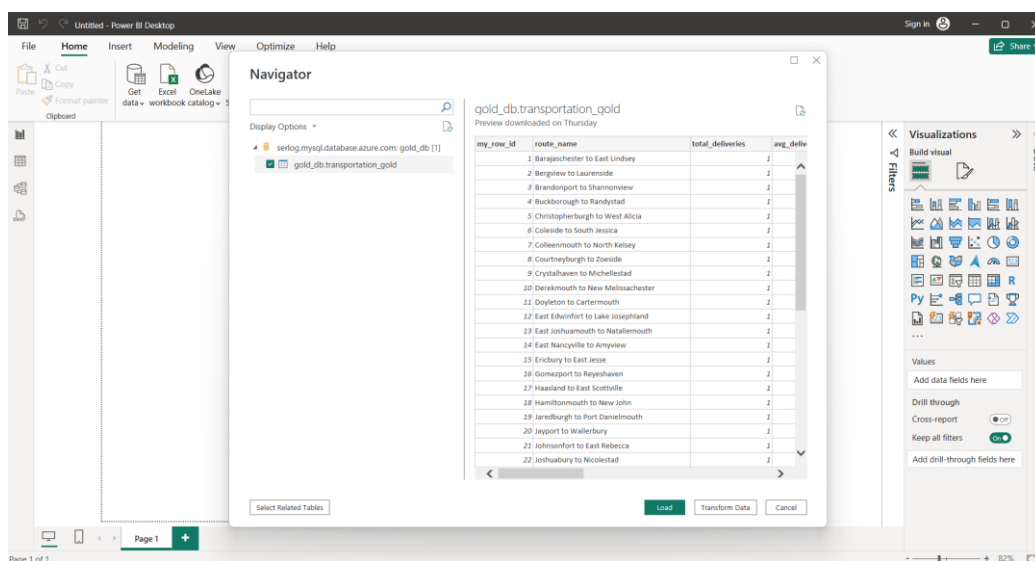 Untitled - Power BI Desktop
Sign in
File Home Insert Modeling View Optimize Help
Share
Paste
Cut
Copy
Format painter
Clipboard
Get data
Excel workbook
OneLake catalog
Navigator
Display Options
serlog.mysql.database.azure.com: gold_db [1]
gold_db.transportation_gold
gold_db.transportation_gold
Preview downloaded on Thursday
my_row_id route_name total_deliveries avg_delive
1 Barajaschester to East Lindsey 1
2 Bergview to Laurenside 1
3 Brandonport to Shannonview 1
4 Buckborough to Randystad 1
5 Christopherburgh to West Alicia 1
6 Coleside to South Jessica 1
7 Colleenmouth to North Kelsey 1
8 Courtneyburgh to Zoeside 1
9 Crystalhaven to Michellestad 1
10 Derekmouth to New Melissachester 1
11 Doyleton to Cartermouth 1
12 East Edwinfort to Lake Josephland 1
13 East Joshuamouth to Nataliemouth 1
14 East Nancyville to Amyview 1
15 Ericbury to East Jesse 1
16 Gomezport to Reyeshaven 1
17 Haasland to East Scottville 1
18 Hamiltonmouth to New John 1
19 Jaredburgh to Port Danielmouth 1
20 Jayport to Wallerbury 1
21 Johnsonfort to East Rebecca 1
22 Joshuabury to Nicolestad 1
Select Related Tables
Load Transform Data Cancel
Filters
Visualizations
Build visual
R
Py
Values
Add data fields here
Drill through
Cross-report Off
Keep all filters On
Add drill-through fields here
Page 1
Page 1 of 1
82%